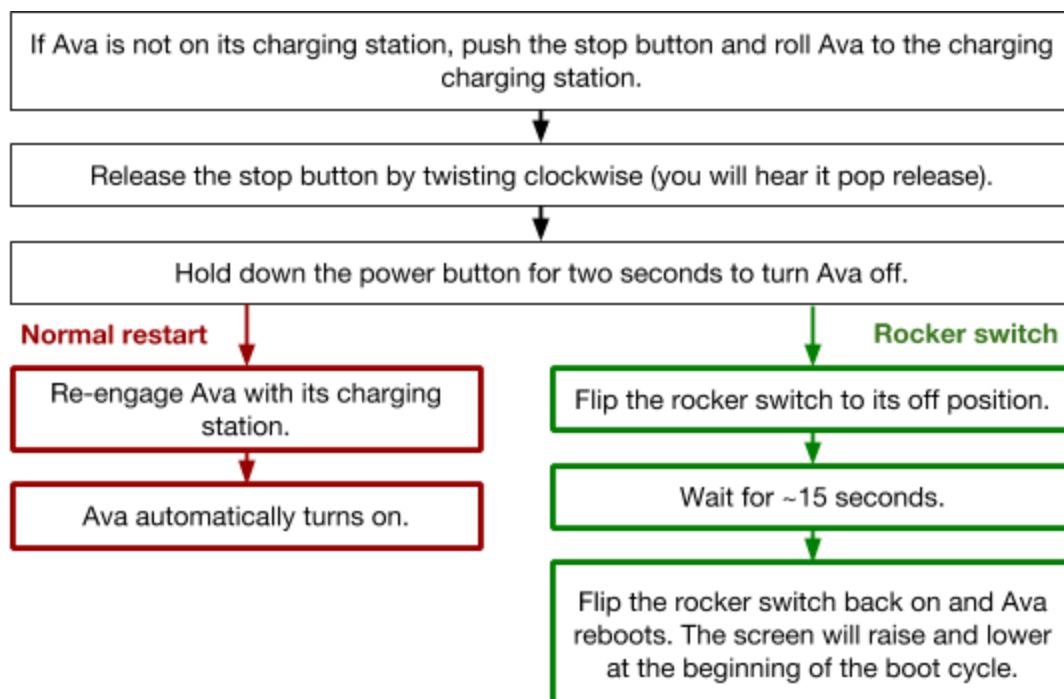 If Ava is not on its charging station, push the stop button and roll Ava to the charging
charging station.
Release the stop button by twisting clockwise (you will hear it pop release).
Hold down the power button for two seconds to turn Ava off.
Normal restart
Re-engage Ava with its charging
station.
Ava automatically turns on.
Rocker switch
Flip the rocker switch to its off position.
Wait for ~15 seconds.
Flip the rocker switch back on and Ava
reboots. The screen will raise and lower
at the beginning of the boot cycle.